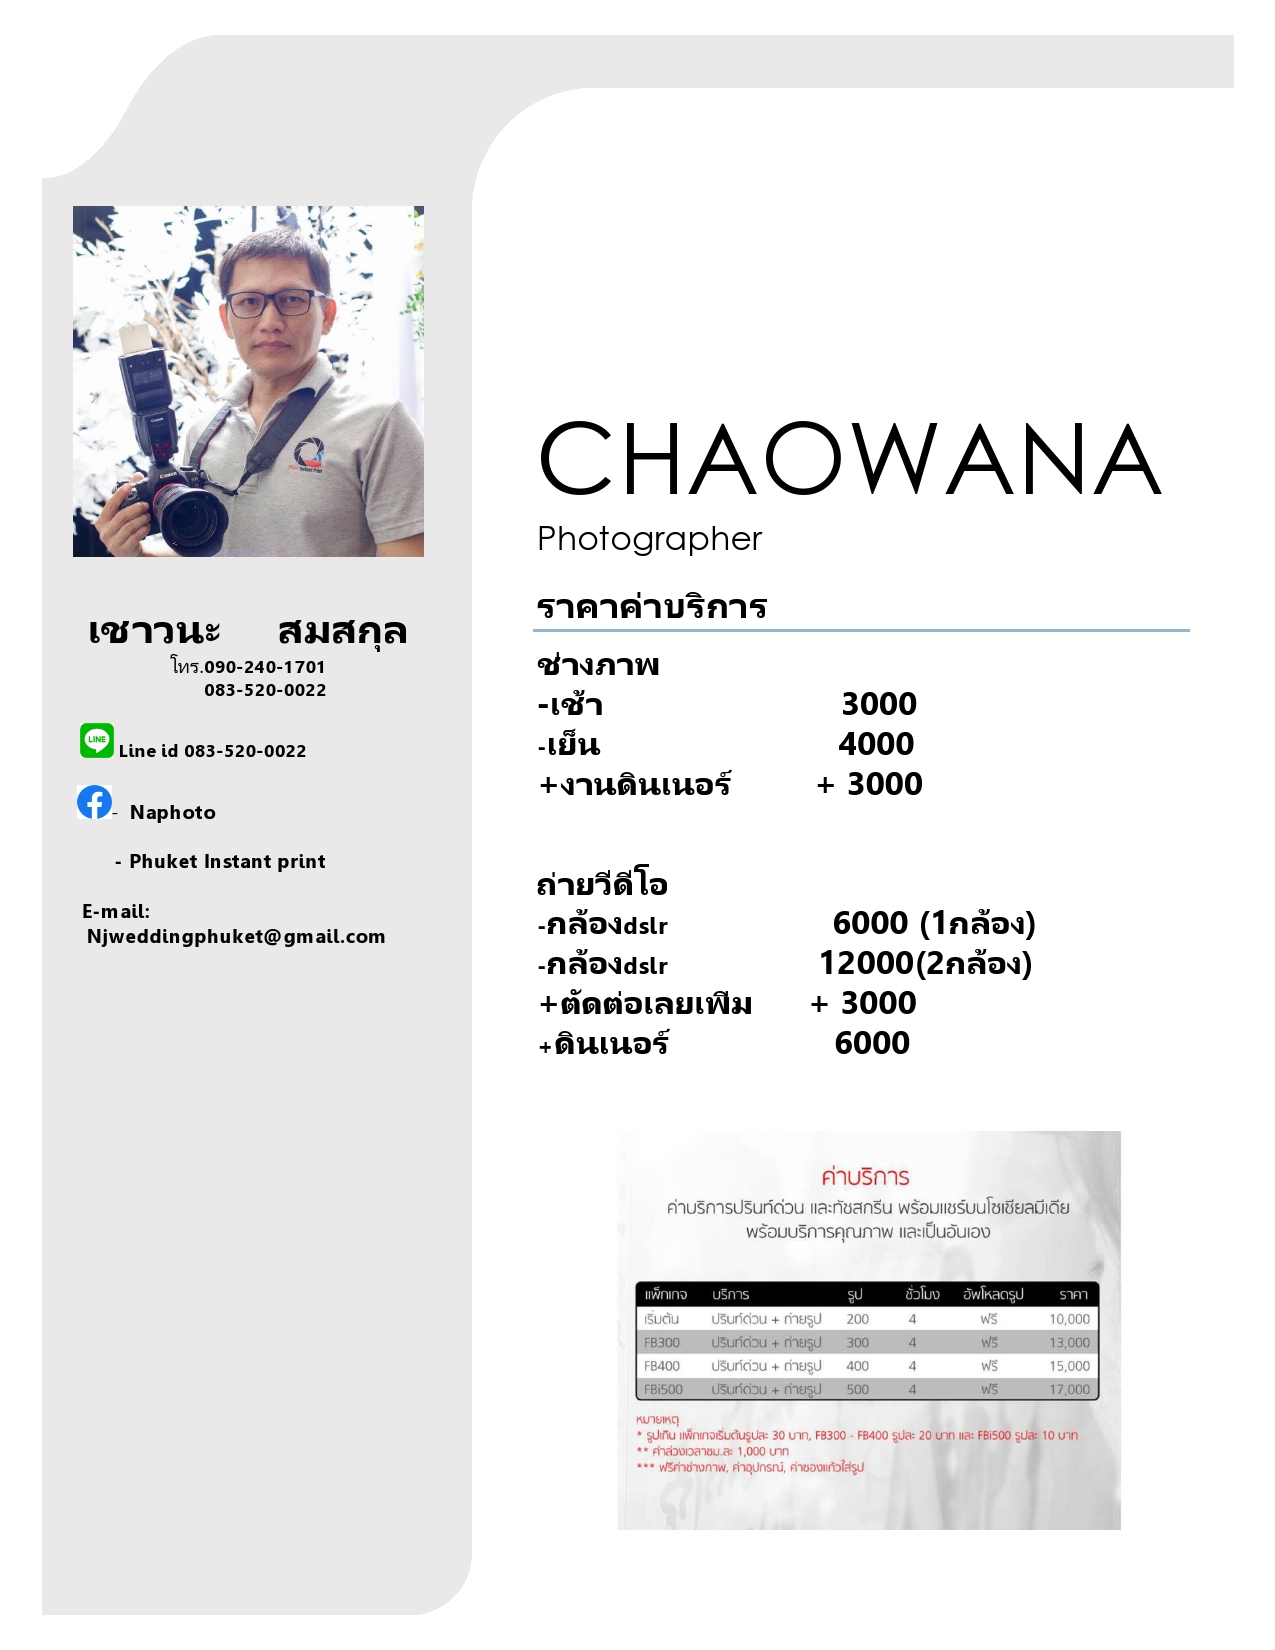 CHAOWANA
Photographer
เชาวนะ สมสกุล
โทร.090-240-1701
083-520-0022
LINE
Line id 083-520-0022
- Naphoto
- Phuket Instant print
E-mail:
Njweddingphuket@gmail.com
ราคาค่าบริการ
ช่างภาพ
-เช้า 3000
-เย็น 4000
+งานดินเนอร์ + 3000
ถ่ายวีดีโอ
-กล้องdslr 6000 (1กล้อง)
-กล้องdslr 12000(2กล้อง)
+ตัดต่อเลยเพิ่ม + 3000
+ดินเนอร์ 6000
ค่าบริการ
ค่าบริการปรินท์ด่วน และทัชสกรีน พร้อมแชร์บนโซเชียลมีเดีย
พร้อมบริการคุณภาพ และเป็นอันเอง
แพ็กเกจ บริการ รูป ชั่วโมง อัพโหลดรูป ราคา
เริ่มต้น ปรินท์ด่วน + ถ่ายรูป 200 4 ฟรี 10,000
FB300 ปรินท์ด่วน + ถ่ายรูป 300 4 ฟรี 13,000
FB400 ปรินท์ด่วน + ถ่ายรูป 400 4 ฟรี 15,000
FBi500 ปรินท์ด่วน + ถ่ายรูป 500 4 ฟรี 17,000
หมายเหตุ
* รูปเกิน แพ็กเกจเริ่มต้นรูปละ 30 บาท, FB300 - FB400 รูปละ 20 บาท และ FBi500 รูปละ 10 บาท
** ค่าล่วงเวลาชม.ละ 1,000 บาท
*** ฟรีค่าช่างภาพ, ค่าอุปกรณ์, ค่าซองแก้วใส่รูป
Canon
Canon
Instant Print